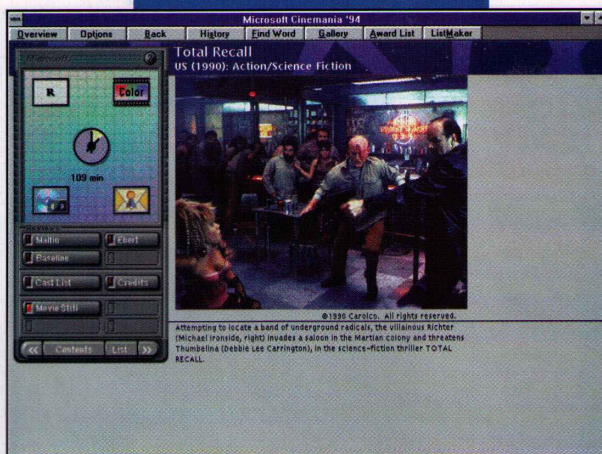 Microsoft Cinemania '94
Overview Options Back History Find Word Gallery Award List ListMaker
Microsoft
Total Recall
US (1990): Action/Science Fiction
R Color
109 min
Maltin Ebert
Baseline
Cast List Credits
Movie Still
Contents List
©1990 Carolco. All rights reserved.
Attempting to locate a band of underground radicals, the villainous Richter
(Michael Ironside, right) invades a saloon in the Martian colony and threatens
Thumbelina (Debbie Lee Carrington), in the science-fiction thriller TOTAL
RECALL.